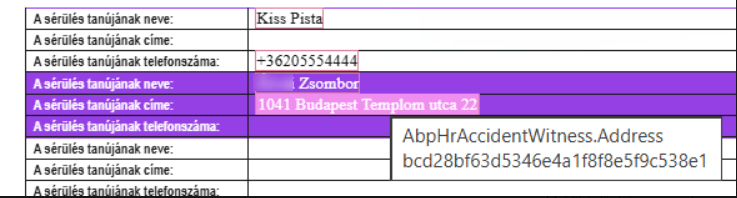 A sérülés tanújának neve: Kiss Pista
A sérülés tanújának címe:
A sérülés tanújának telefonszáma: +36205554444
A sérülés tanújának neve: Zsombor
A sérülés tanújának címe: 1041 Budapest Templom utca 22
A sérülés tanújának telefonszáma:
AbpHrAccidentWitness.Address
A sérülés tanújának neve:
bcd28bf63d5346e4a1f8f8e5f9c538e1
A sérülés tanújának címe:
A sérülés tanújának telefonszáma: